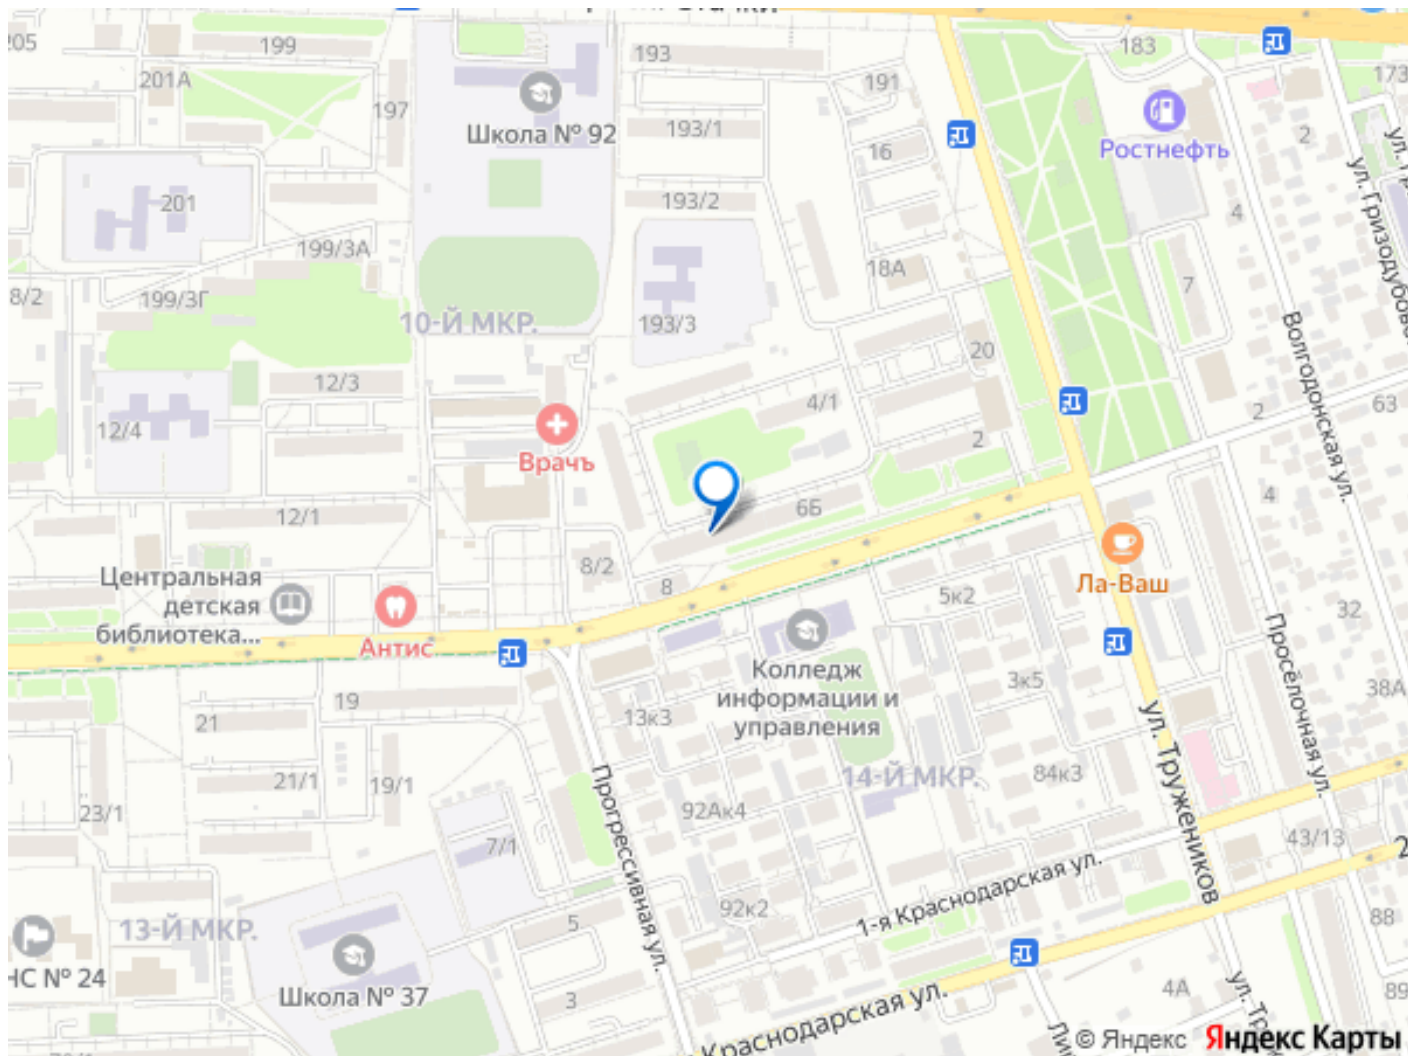 205
199
201А
197
193
191
183
173
Школа № 92
193/1
16
Ростнефть
2
201
193/2
4
ул. Гризодубово
199/3А
18А
7
8/2
199/3Г
10-Й МКР.
193/3
Волгодонская ул.
20
12/3
4/1
2
63
12/4
Врачъ
2
4
12/1
6Б
8/2
8
Ла-Ваш
Центральная
детская
библиотека...
Антис
5к2
32
Просёлочная ул.
Колледж
информации и
управления
3к5
38А
19
21
13к3
ул. Тружеников
14-Й МКР.
84к3
21/1
19/1
23/1
92Ак4
Прогрессивная ул.
7/1
43/13
1-я Краснодарская ул.
92к2
5
88
13-Й МКР.
НС № 24
Школа № 37
3
4А
89
Краснодарская ул.
© Яндекс
Яндекс Карты